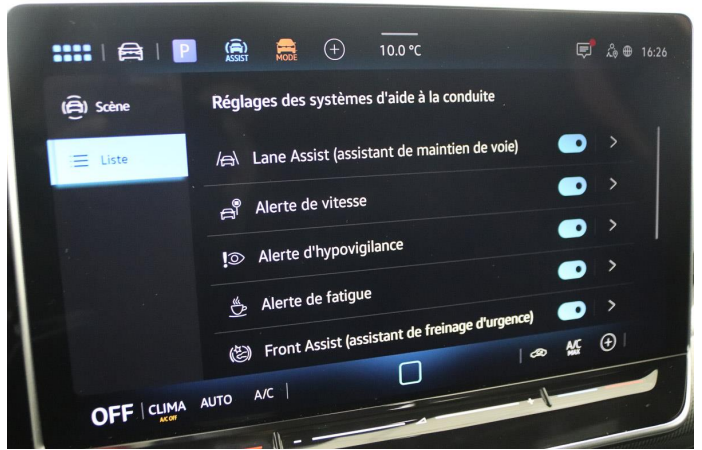 P
ASSIST
MODE
10.0 °C
16:26
Scène
Liste
Réglages des systèmes d'aide à la conduite
Lane Assist (assistant de maintien de voie)
Alerte de vitesse
Alerte d'hypovigilance
Alerte de fatigue
Front Assist (assistant de freinage d'urgence)
OFF
CLIMA
A/C OFF
AUTO
A/C
A/C
MAX